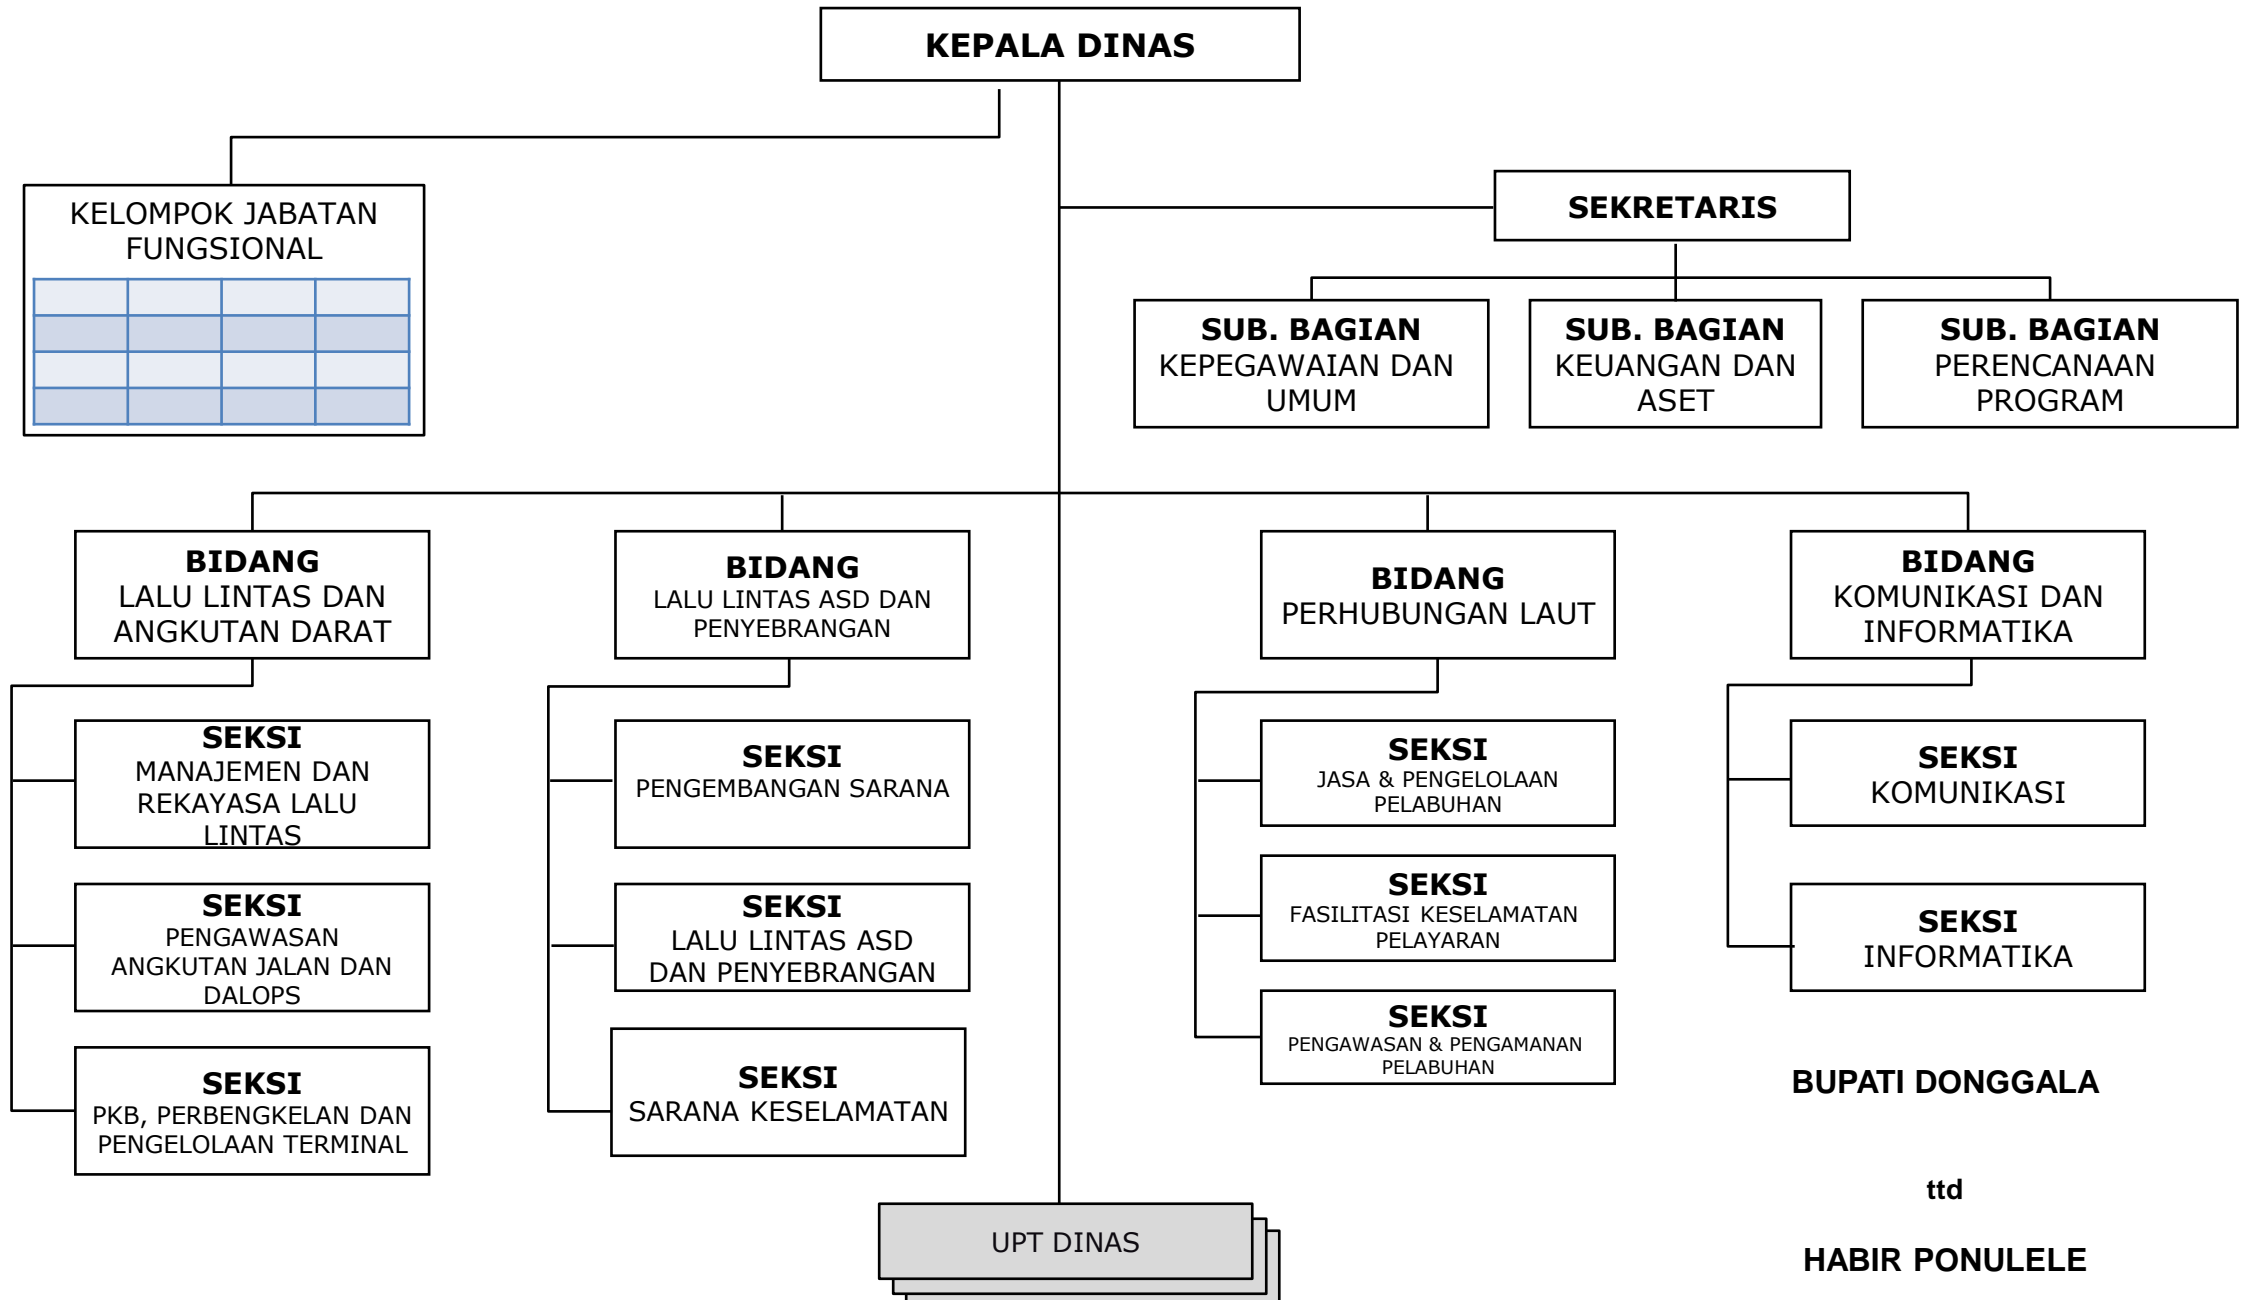 KEPALA DINAS
KELOMPOK JABATAN
FUNGSIONAL
SEKRETARIS
SUB. BAGIAN
KEPEGAWAIAN DAN
UMUM
SUB. BAGIAN
KEUANGAN DAN
ASET
SUB. BAGIAN
PERENCANAAN
PROGRAM
BIDANG
LALU LINTAS DAN
ANGKUTAN DARAT
BIDANG
LALU LINTAS ASD DAN
PENYEBRANGAN
BIDANG
PERHUBUNGAN LAUT
BIDANG
KOMUNIKASI DAN
INFORMATIKA
SEKSI
MANAJEMEN DAN
REKAYASA LALU
LINTAS
SEKSI
PENGEMBANGAN SARANA
SEKSI
JASA & PENGELOLAAN
PELABUHAN
SEKSI
KOMUNIKASI
SEKSI
PENGAWASAN
ANGKUTAN JALAN DAN
DALOPS
SEKSI
LALU LINTAS ASD
DAN PENYEBRANGAN
SEKSI
FASILITASI KESELAMATAN
PELAYARAN
SEKSI
INFORMATIKA
SEKSI
PKB, PERBENGKELAN DAN
PENGELOLAAN TERMINAL
SEKSI
SARANA KESELAMATAN
SEKSI
PENGAWASAN & PENGAMANAN
PELABUHAN
UPT DINAS
BUPATI DONGGALA
ttd
HABIR PONULELE